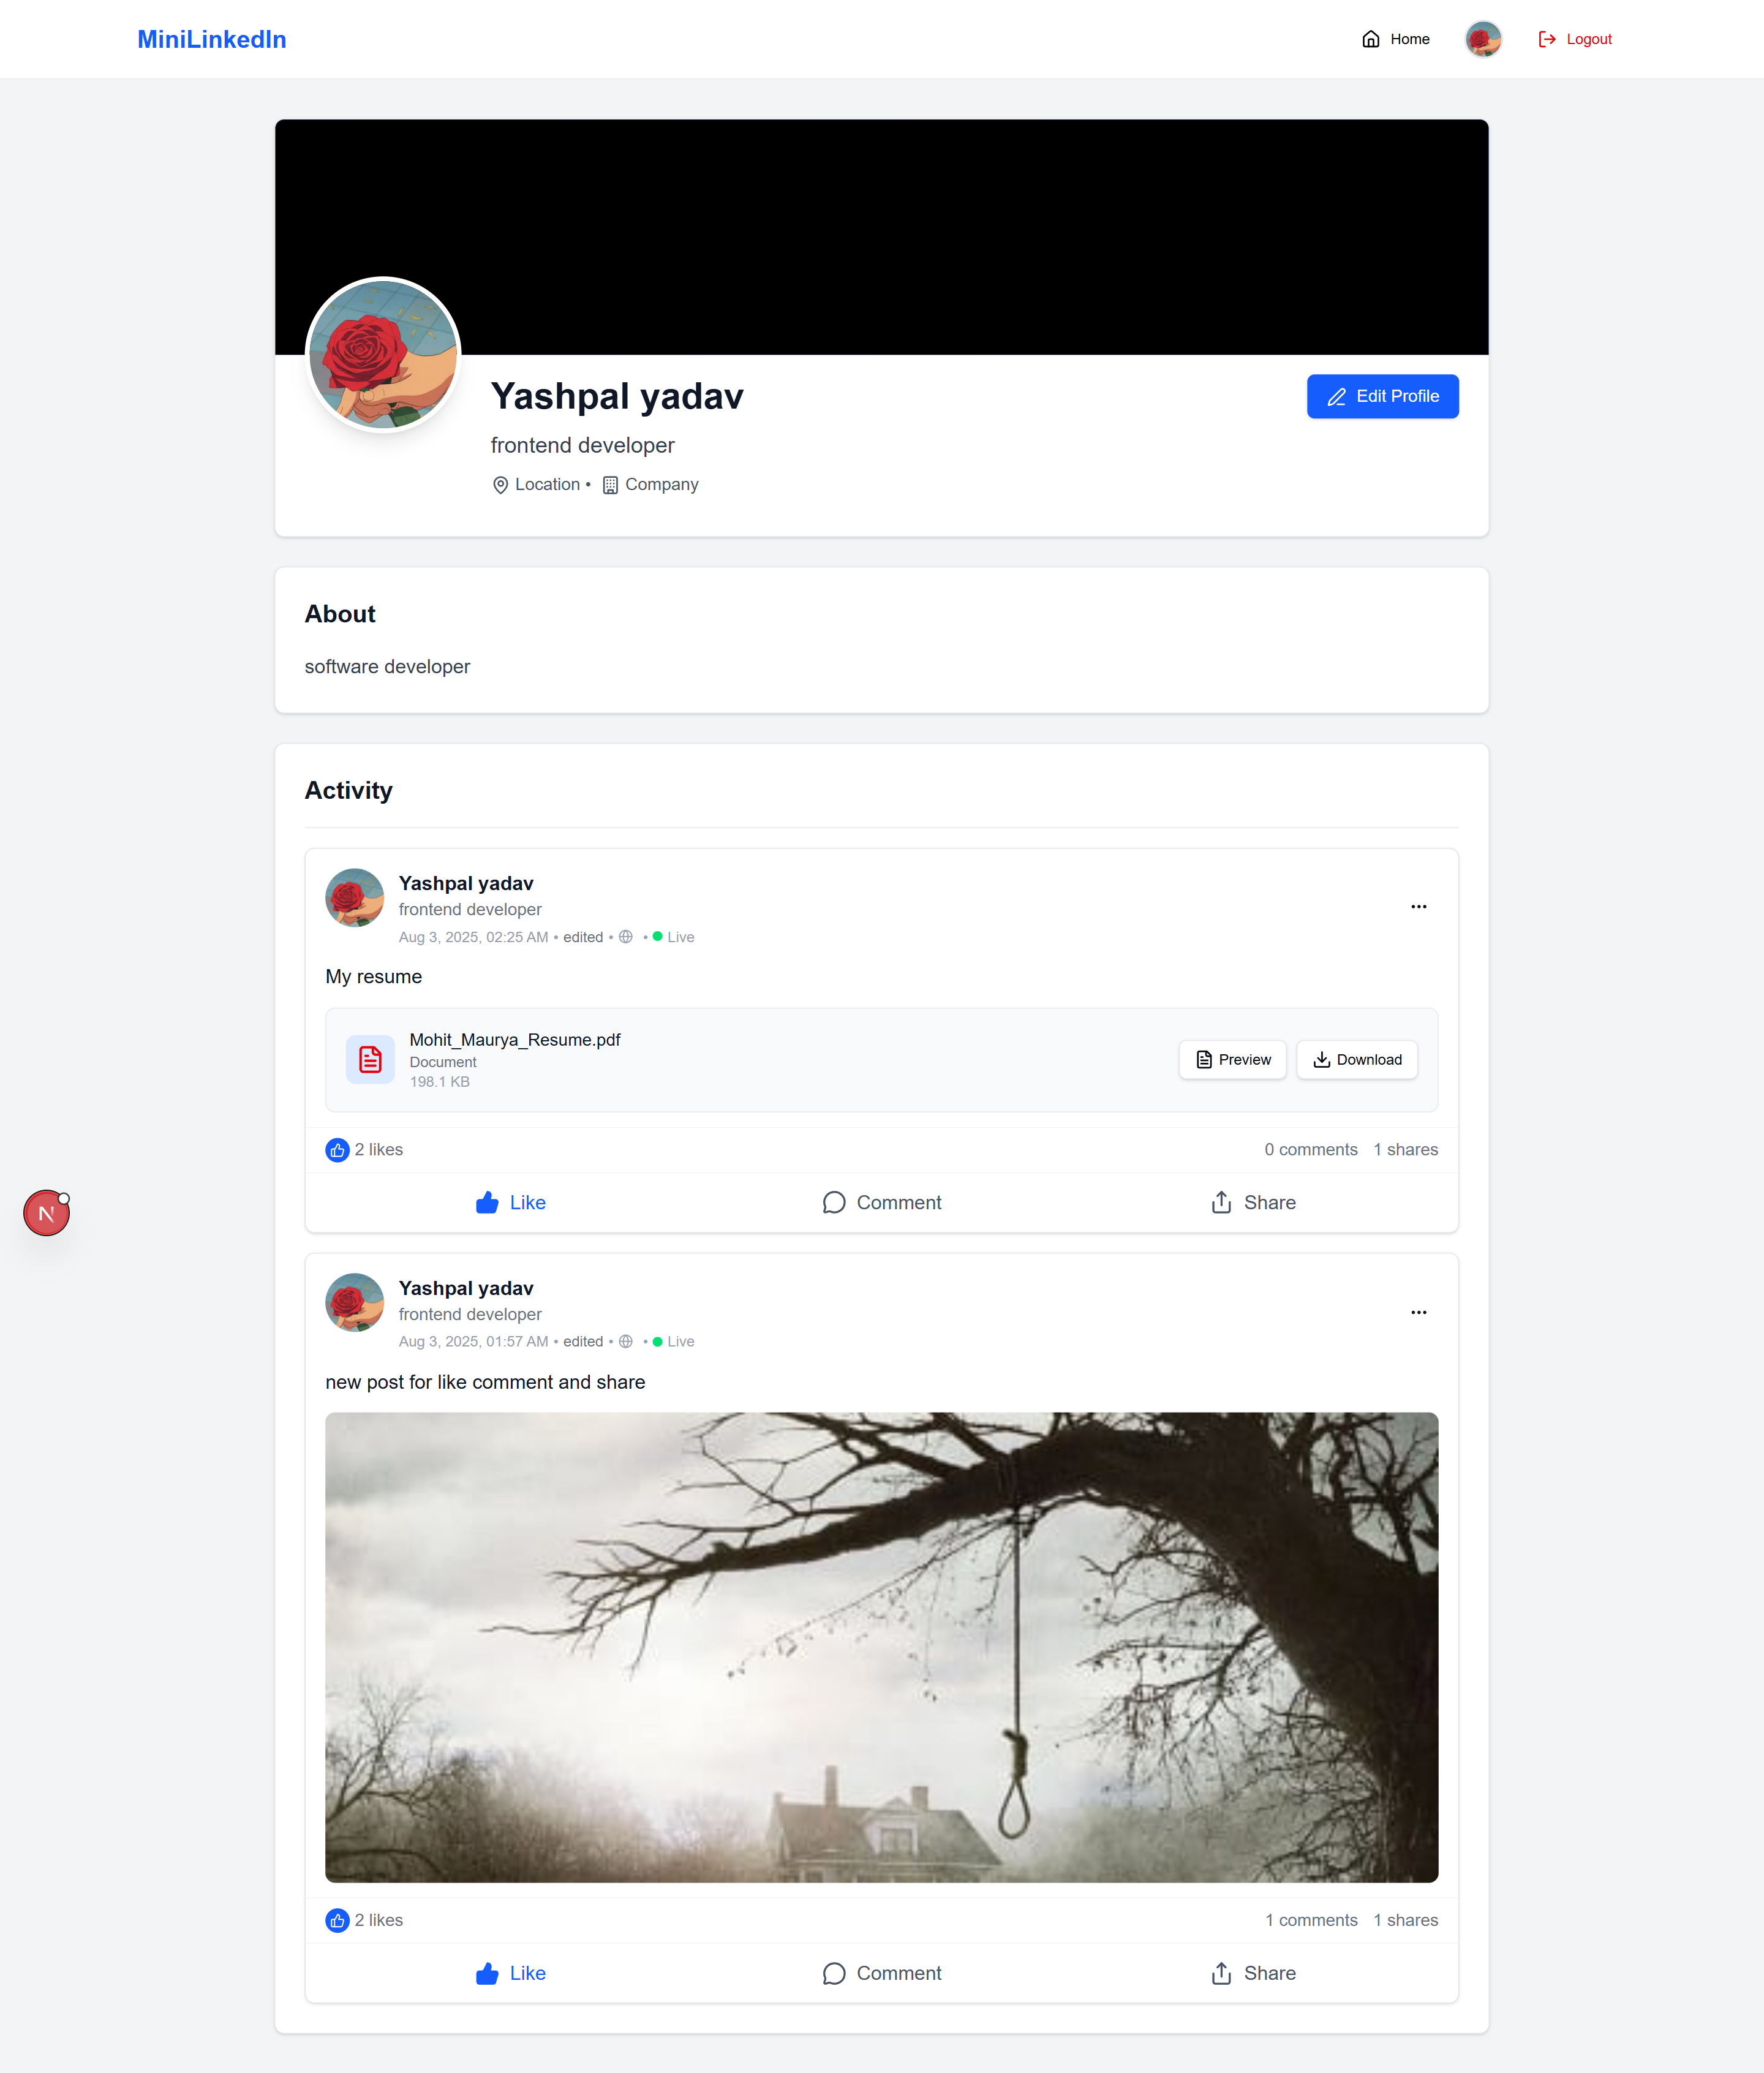 MiniLinkedIn
Home
Logout
Yashpal yadav
Edit Profile
frontend developer
Location • Company
About
software developer
Activity
Yashpal yadav
frontend developer
Aug 3, 2025, 02:25 AM • edited • • Live
My resume
Mohit_Maurya_Resume.pdf
Document
198.1 KB
Preview
Download
2 likes
0 comments 1 shares
Like
Comment
Share
N
Yashpal yadav
frontend developer
Aug 3, 2025, 01:57 AM • edited • • Live
new post for like comment and share
2 likes
1 comments 1 shares
Like
Comment
Share